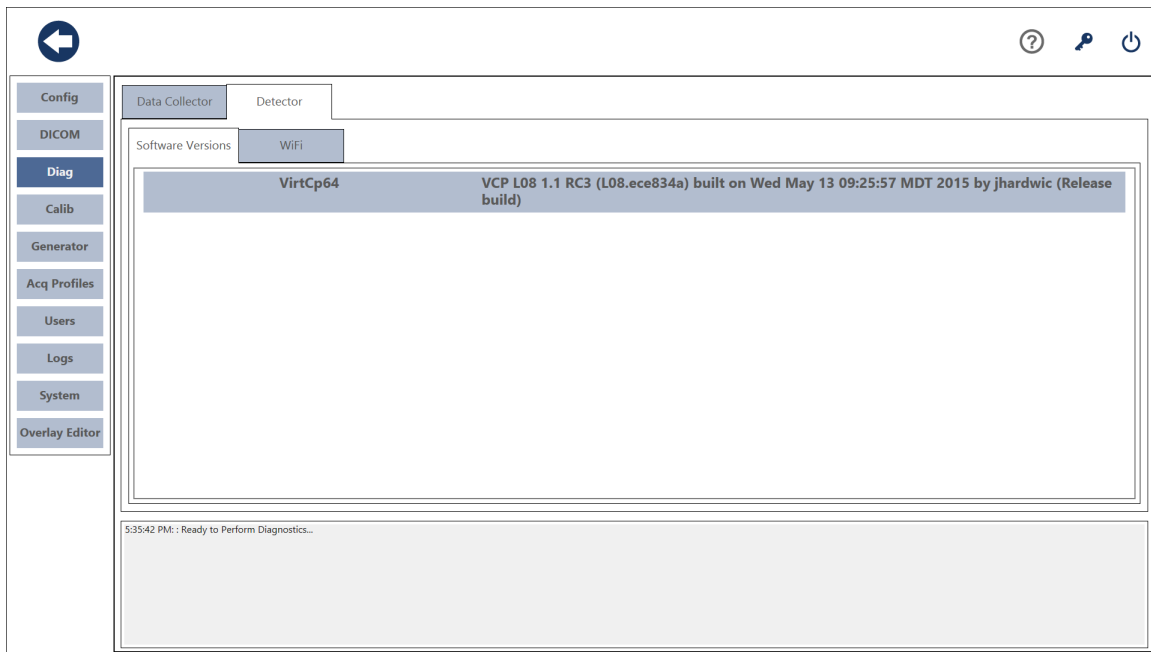 ?
Config
DICOM
Diag
Calib
Generator
Acq Profiles
Users
Logs
System
Overlay Editor
Data Collector
Detector
Software Versions
WiFi
VirtCp64
VCP L08 1.1 RC3 (L08.ece834a) built on Wed May 13 09:25:57 MDT 2015 by jhardwic (Release
build)
5:35:42 PM: : Ready to Perform Diagnostics...